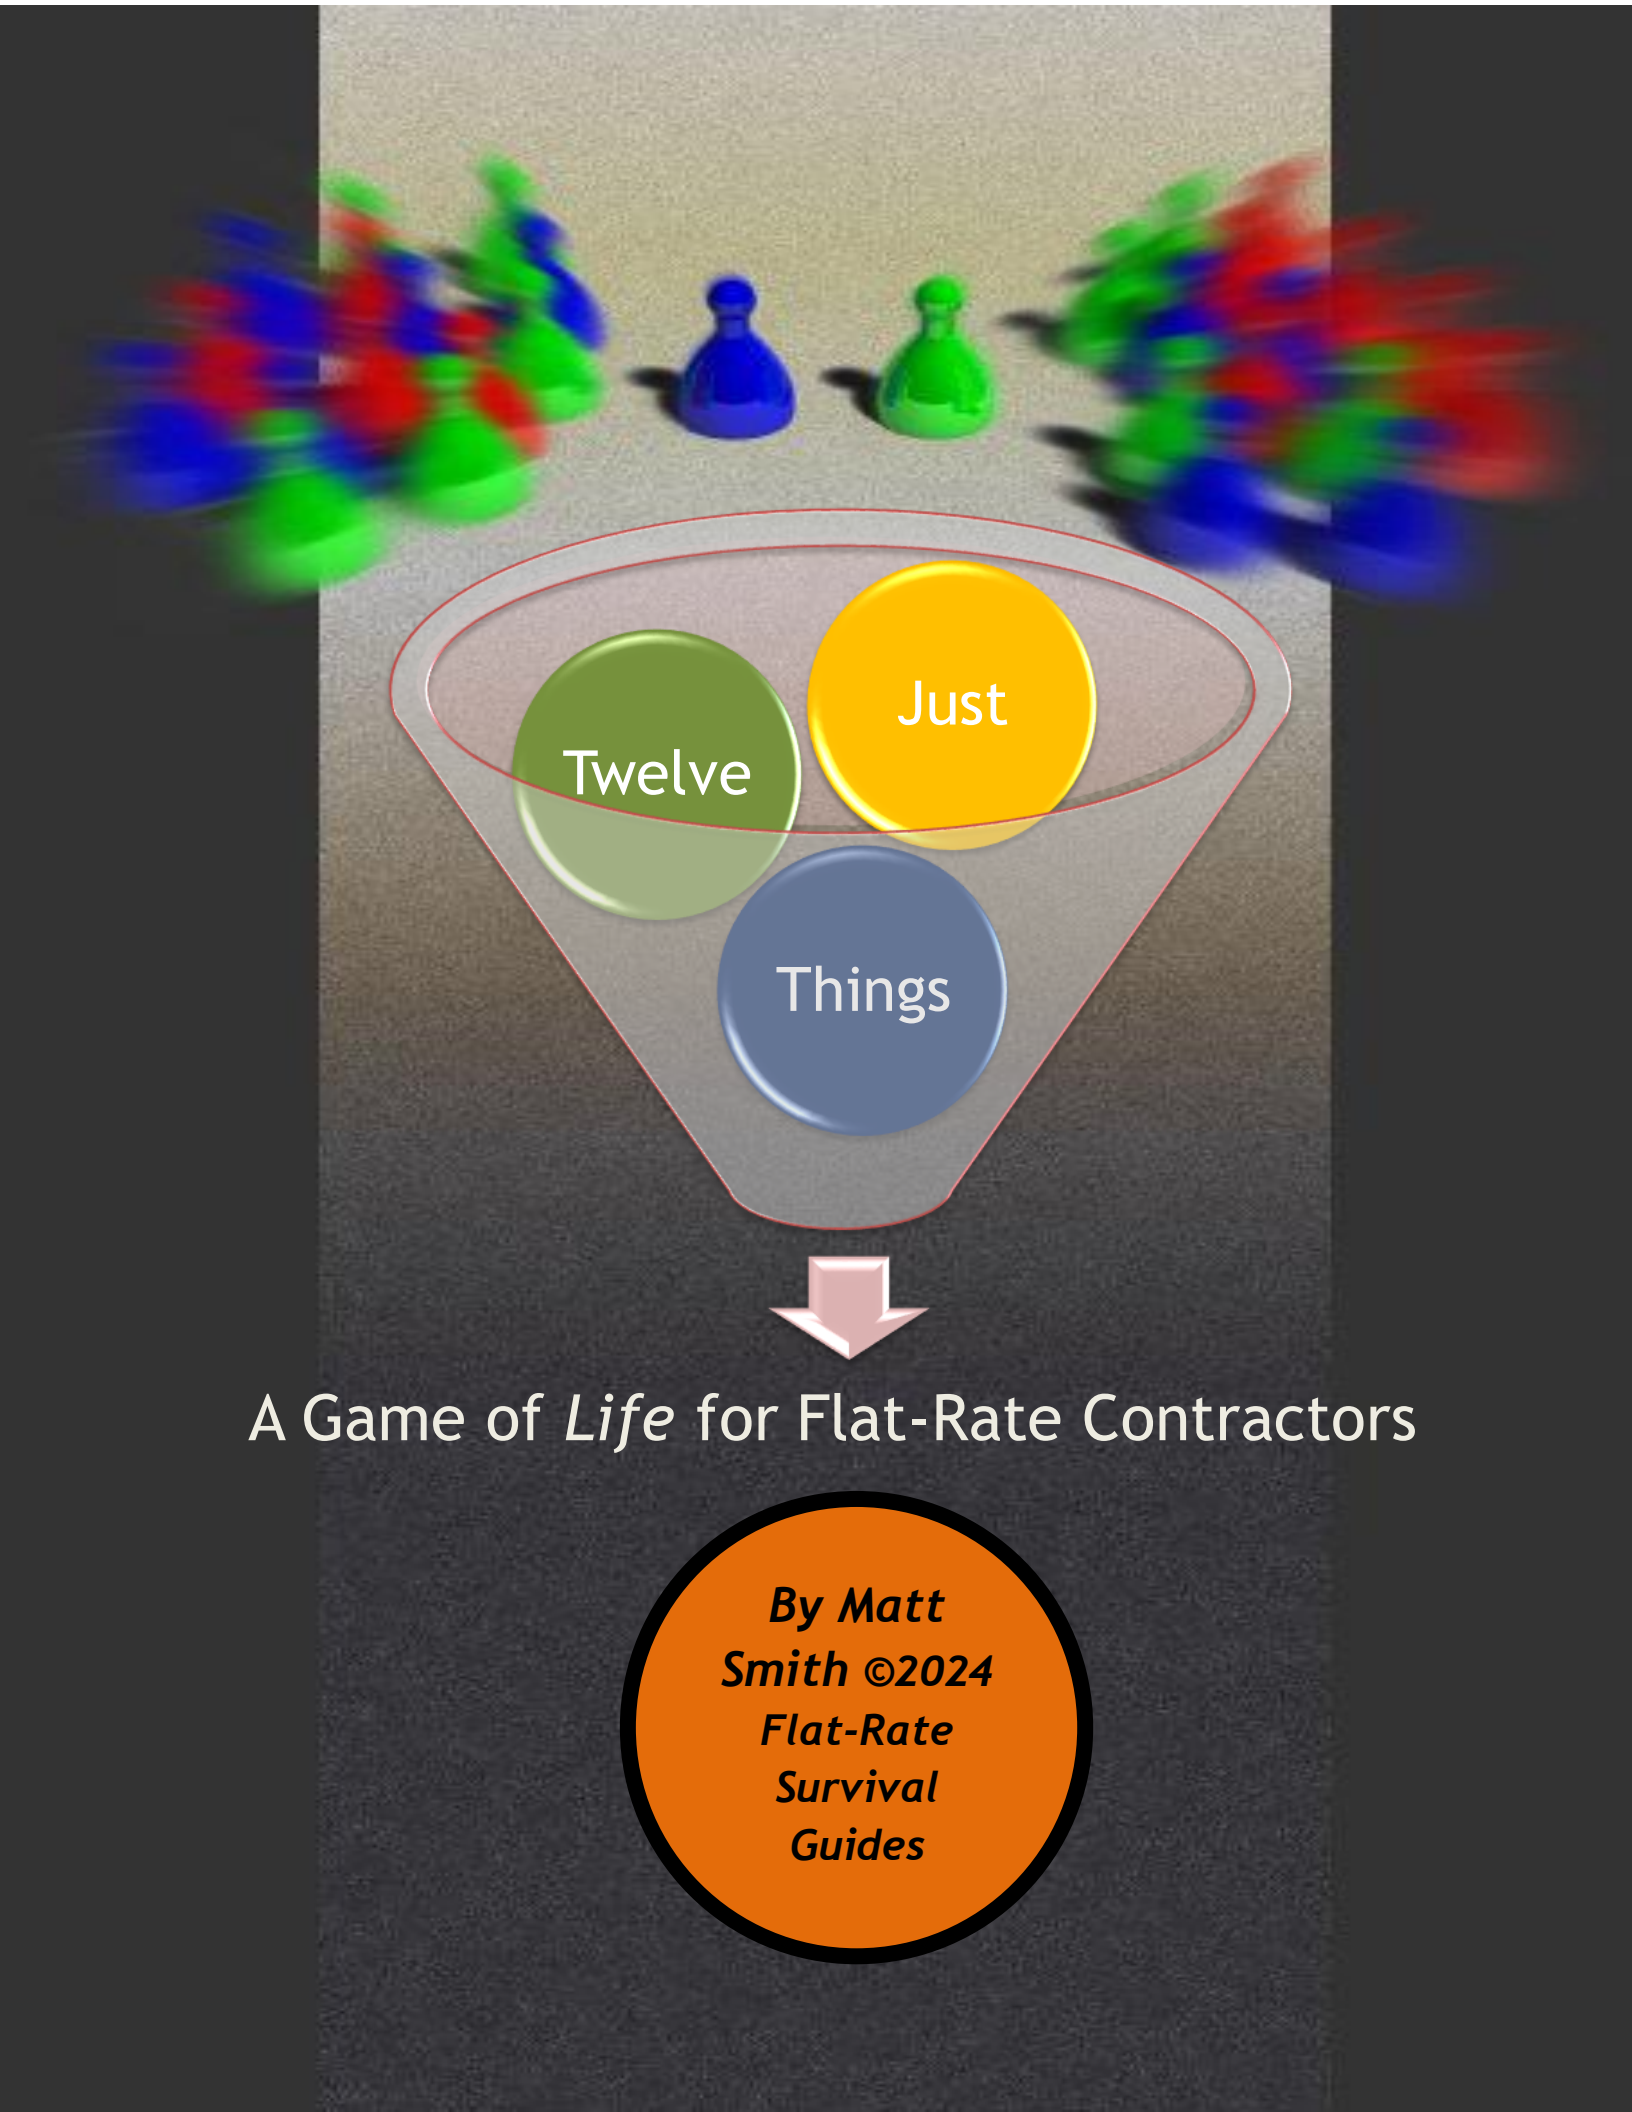 Just
Twelve
Things
A Game of Life for Flat-Rate Contractors
By Matt
Smith ©2024
Flat-Rate
Survival
Guides